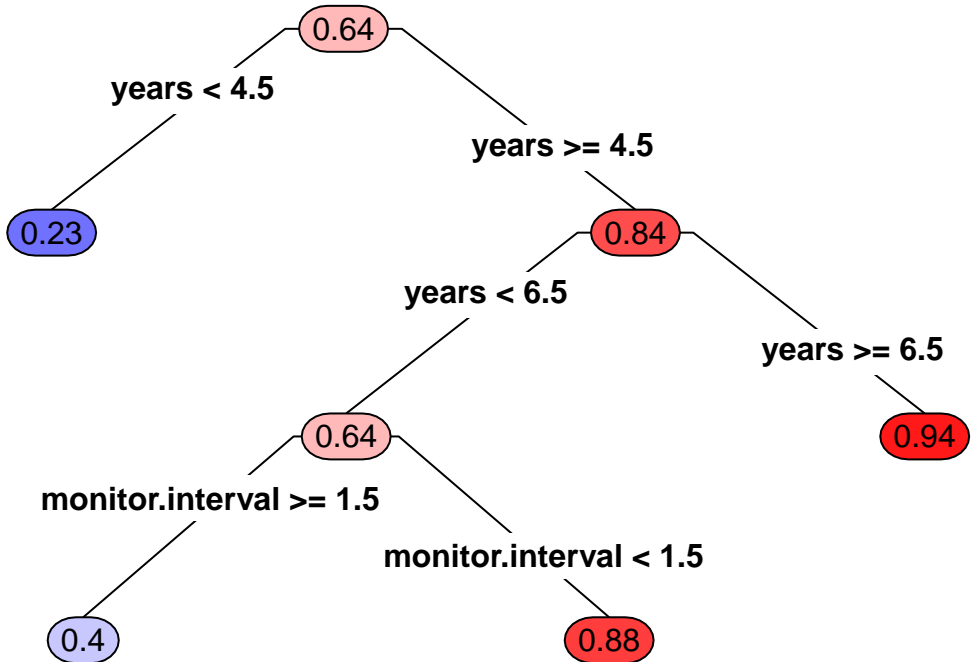 0.64
years < 4.5
years >= 4.5
0.23
0.84
years < 6.5
years >= 6.5
0.64
0.94
monitor.interval >= 1.5
monitor.interval < 1.5
0.4
0.88